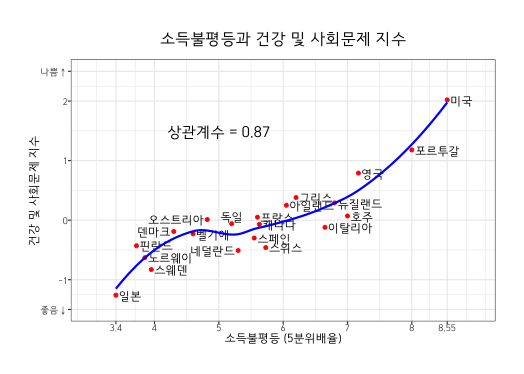 소득불평등과 건강 및 사회문제 지수
나쁨 ↑
2
1
0
−1
좋음 ↓
건강 및 사회문제 지수
상관계수 = 0.87
미국
포르투갈
영국
그리스
아일랜드
뉴질랜드
호주
이탈리아
프랑스
캐나다
스페인
스위스
독일
오스트리아
벨기에
네덜란드
덴마크
핀란드
노르웨이
스웨덴
일본
3.4
4
5
6
7
8
8.55
소득불평등 (5분위배율)